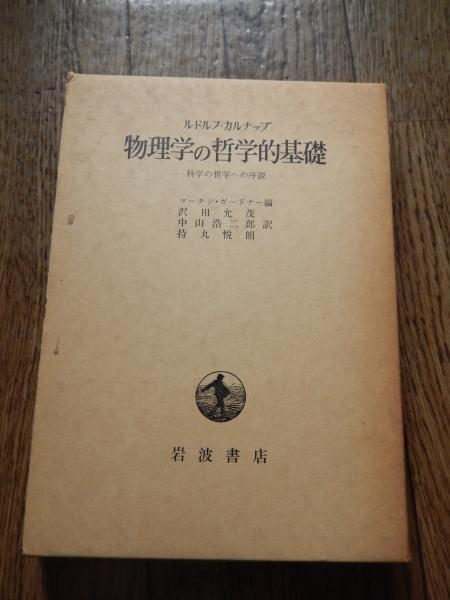 ルドルフ・カルナップ
物理学の哲学的基礎
科学の哲学への序説
マーチン・ガードナー編
沢田允茂
中山浩二郎訳
持丸悦朗
岩波書店